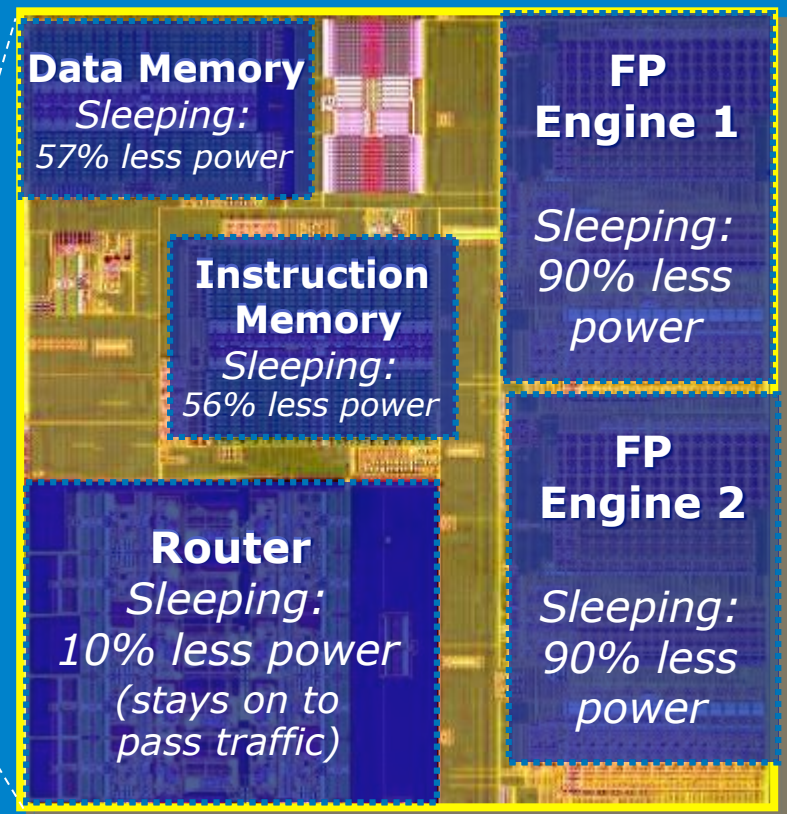 Data Memory
Sleeping:
57% less power
FP
Engine 1
Sleeping:
90% less
power
Instruction
Memory
Sleeping:
56% less power
FP
Engine 2
Sleeping:
90% less
power
Router
Sleeping:
10% less power
(stays on to
pass traffic)